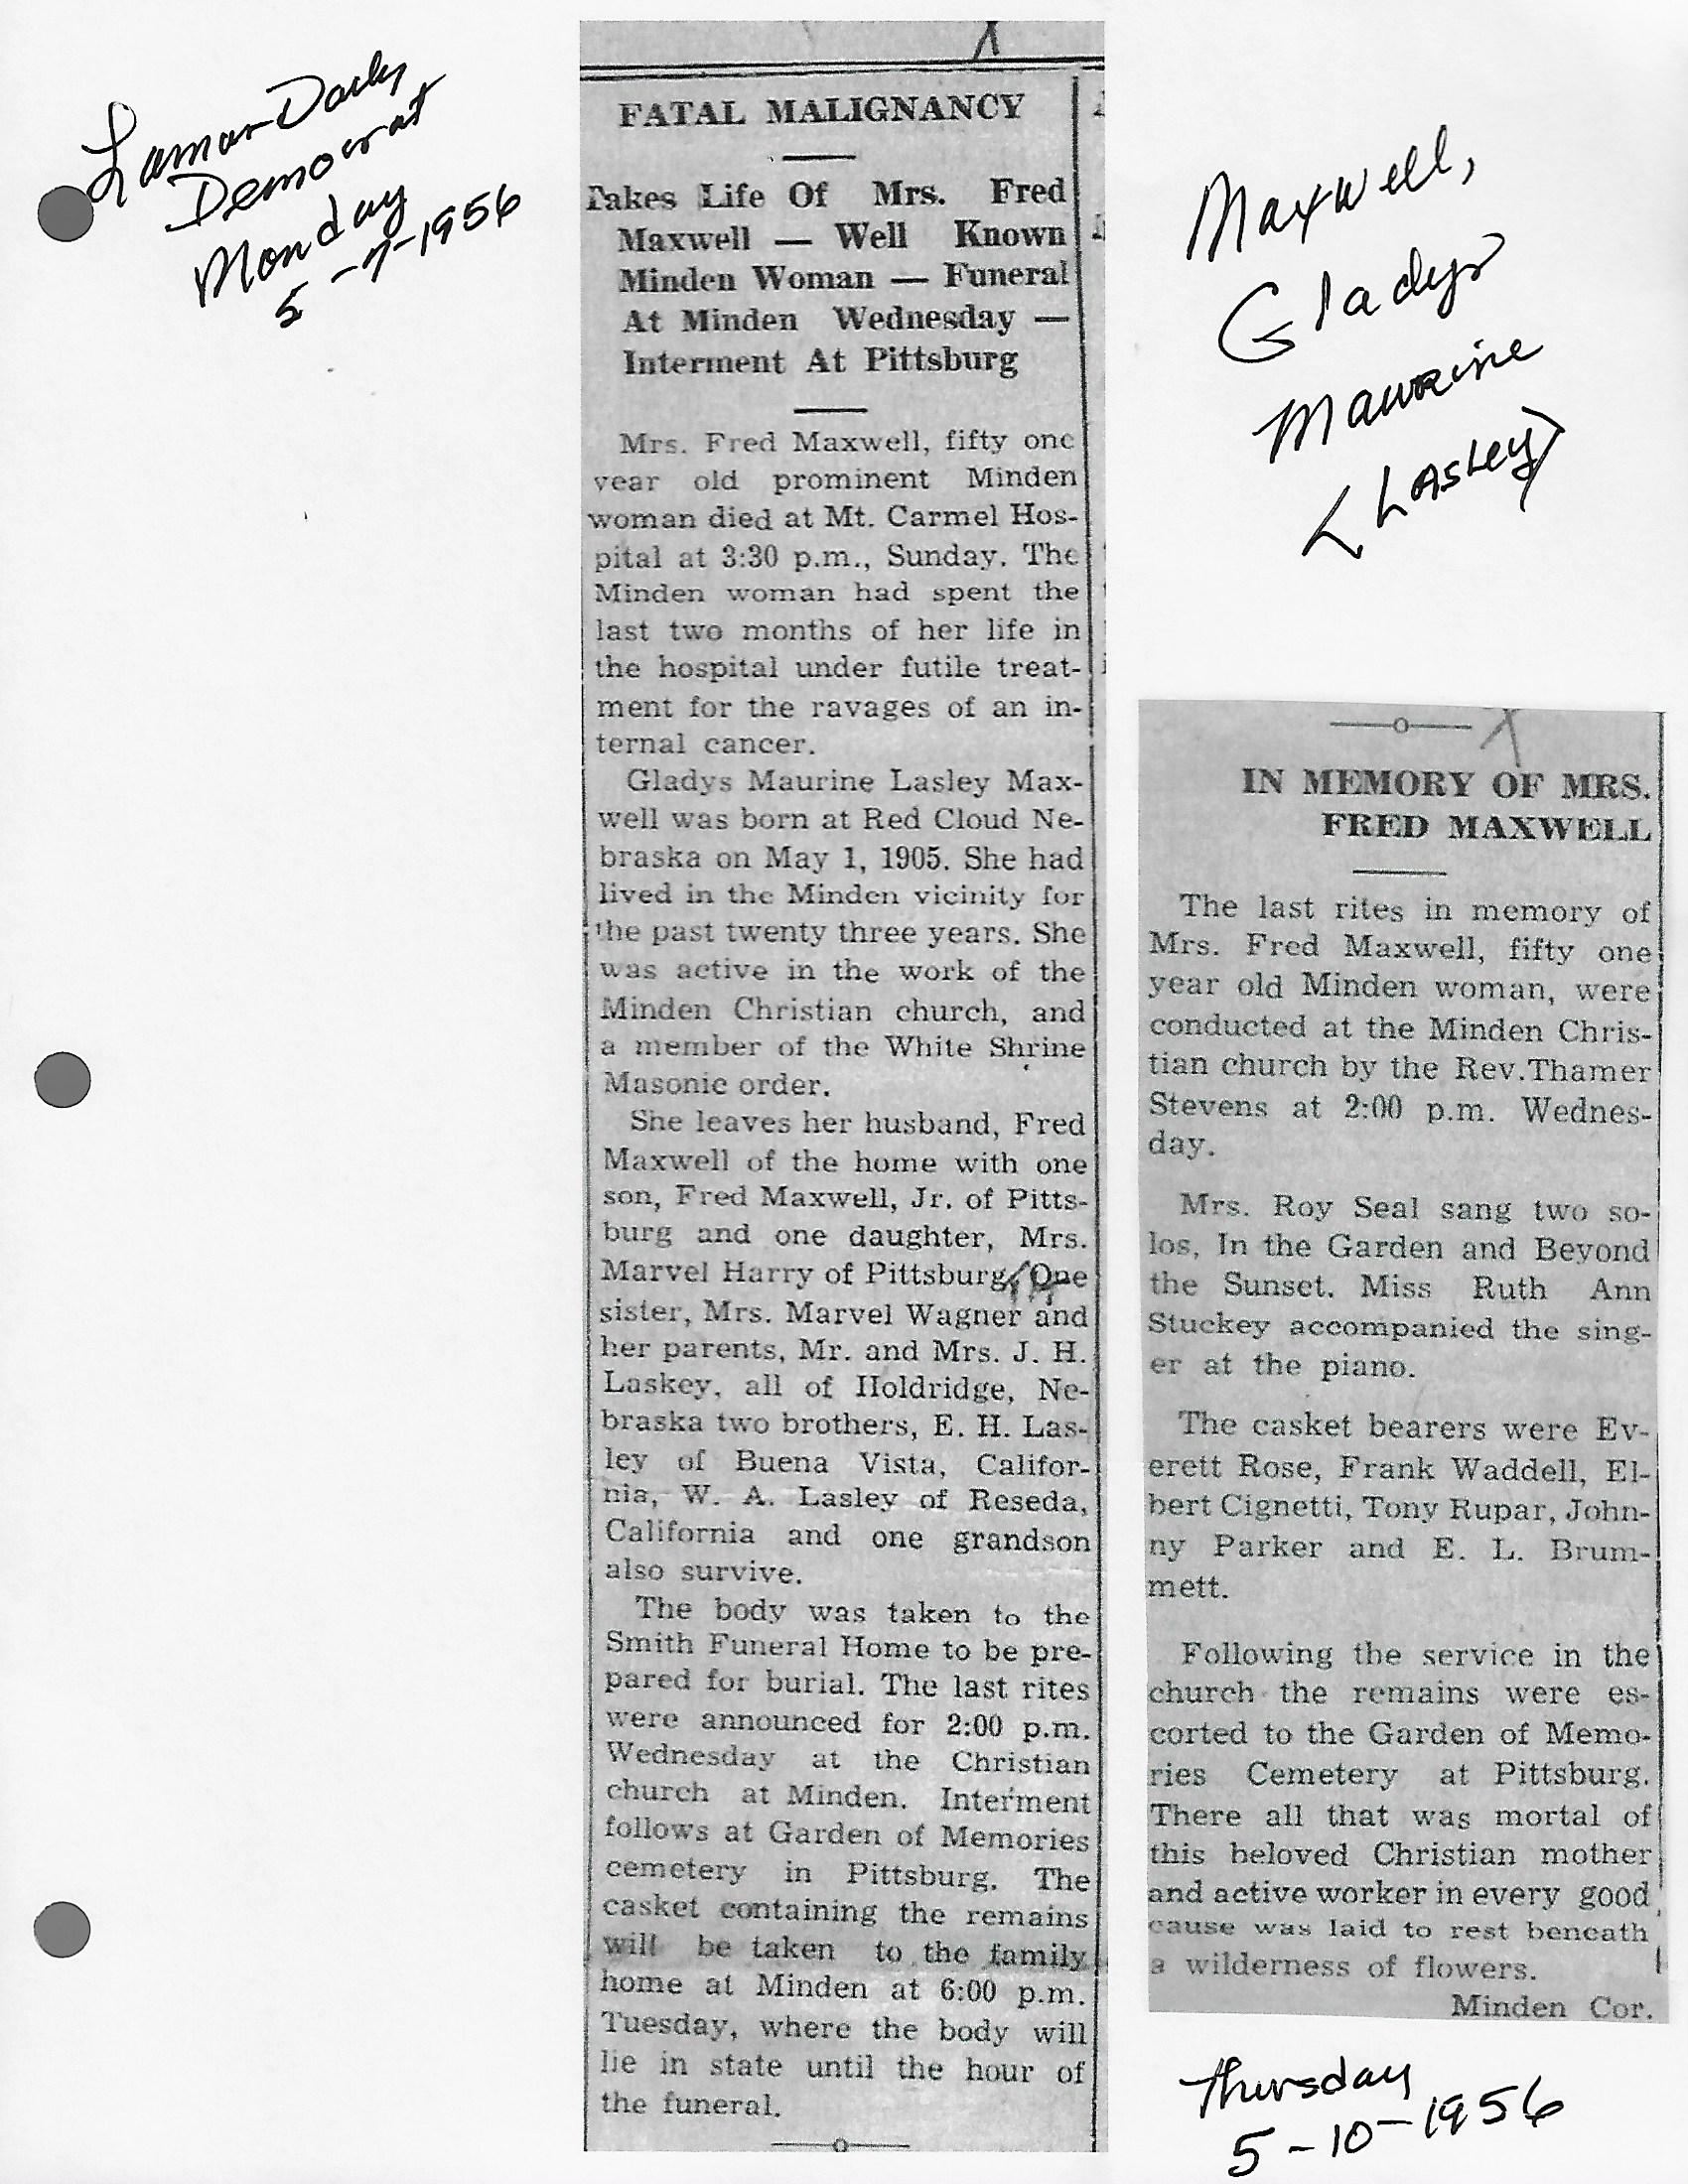 Lamar Daily
Democrat
Monday
5-7-1956
X
FATAL MALIGNANCY
Takes Life Of Mrs. Fred
Maxwell — Well Known
Minden Woman — Funeral
At Minden Wednesday —
Interment At Pittsburg
Mrs. Fred Maxwell, fifty one
year old prominent Minden
woman died at Mt. Carmel Hos-
pital at 3:30 p.m., Sunday. The
Minden woman had spent the
last two months of her life in
the hospital under futile treat-
ment for the ravages of an in-
ternal cancer.
Gladys Maurine Lasley Max-
well was born at Red Cloud Ne-
braska on May 1, 1905. She had
lived in the Minden vicinity for
the past twenty three years. She
was active in the work of the
Minden Christian church, and
a member of the White Shrine
Masonic order.
She leaves her husband, Fred
Maxwell of the home with one
son, Fred Maxwell, Jr. of Pitts-
burg and one daughter, Mrs.
Marvel Harry of Pittsburg, One
sister, Mrs. Marvel Wagner and
her parents, Mr. and Mrs. J. H.
Laskey, all of Holdridge, Ne-
braska two brothers, E. H. Las-
ley of Buena Vista, Califor-
nia, W. A. Lasley of Reseda,
California and one grandson
also survive.
The body was taken to the
Smith Funeral Home to be pre-
pared for burial. The last rites
were announced for 2:00 p.m.
Wednesday at the Christian
church at Minden. Interment
follows at Garden of Memories
cemetery in Pittsburg. The
casket containing the remains
will be taken to the family
home at Minden at 6:00 p.m.
Tuesday, where the body will
lie in state until the hour of
the funeral.
Maxwell,
Gladys
Maurine
(Lasley)
X
IN MEMORY OF MRS.
FRED MAXWELL
The last rites in memory of
Mrs. Fred Maxwell, fifty one
year old Minden woman, were
conducted at the Minden Chris-
tian church by the Rev.Thamer
Stevens at 2:00 p.m. Wednes-
day.
Mrs. Roy Seal sang two so-
los, In the Garden and Beyond
the Sunset. Miss Ruth Ann
Stuckey accompanied the sing-
er at the piano.
The casket bearers were Ev-
erett Rose, Frank Waddell, El-
bert Cignetti, Tony Rupar, John-
ny Parker and E. L. Brum-
mett.
Following the service in the
church the remains were es-
corted to the Garden of Memo-
ries Cemetery at Pittsburg.
There all that was mortal of
this beloved Christian mother
and active worker in every good
cause was laid to rest beneath
a wilderness of flowers.
Minden Cor.
Thursday
5-10-1956